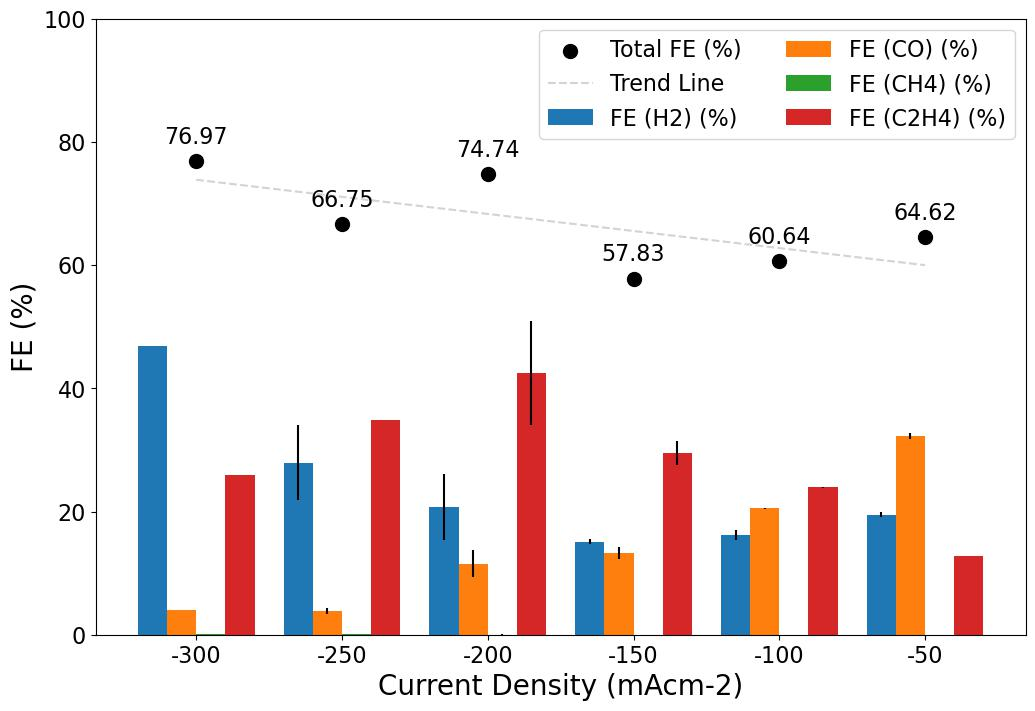 100
80
60
40
20
0
FE (%)
Total FE (%)
Trend Line
FE (H2) (%)
FE (CO) (%)
FE (CH4) (%)
FE (C2H4) (%)
76.97
66.75
74.74
57.83
60.64
64.62
-300 -250 -200 -150 -100 -50
Current Density (mAcm-2)